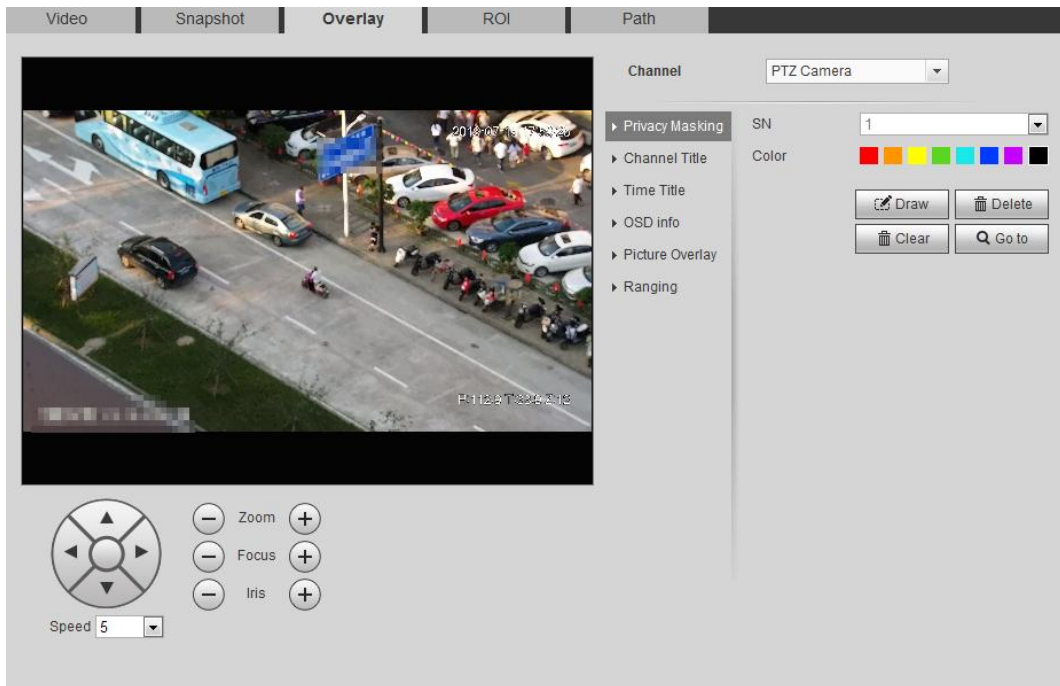 Video Snapshot Overlay ROI Path
Channel PTZ Camera
Privacy Masking
Channel Title
Time Title
OSD info
Picture Overlay
Ranging
SN 1
Color
Draw Delete
Clear Go to
Zoom
Focus
Iris
Speed 5